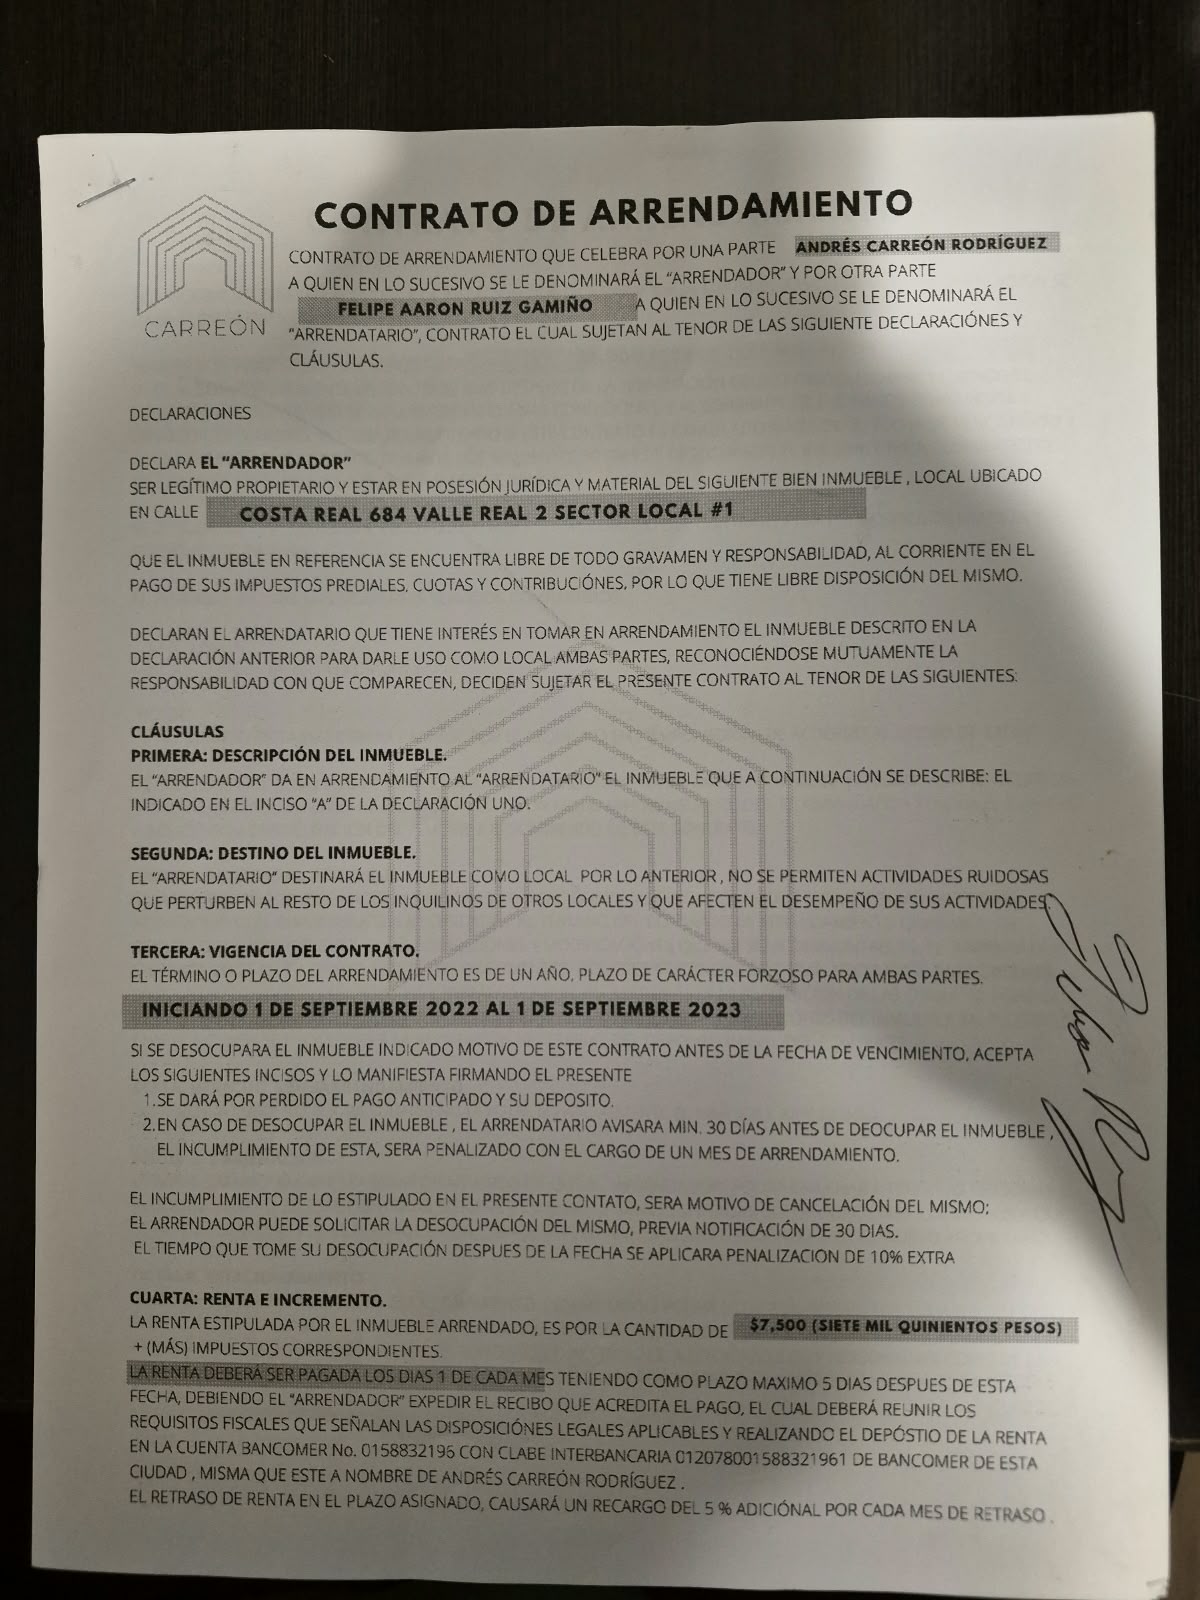 CONTRATO DE ARRENDAMIENTO
CONTRATO DE ARRENDAMIENTO QUE CELEBRA POR UNA PARTE ANDRÉS CARREÓN RODRÍGUEZ
A QUIEN EN LO SUCESIVO SE LE DENOMINARÁ EL "ARRENDADOR" Y POR OTRA PARTE
FELIPE AARON RUIZ GAMIÑO A QUIEN EN LO SUCESIVO SE LE DENOMINARÁ EL
"ARRENDATARIO", CONTRATO EL CUAL SUJETAN AL TENOR DE LAS SIGUIENTE DECLARACIÓNES Y
CLÁUSULAS.
CARREÓN
DECLARACIONES
DECLARA EL "ARRENDADOR"
SER LEGÍTIMO PROPIETARIO Y ESTAR EN POSESIÓN JURÍDICA Y MATERIAL DEL SIGUIENTE BIEN INMUEBLE , LOCAL UBICADO
EN CALLE COSTA REAL 684 VALLE REAL 2 SECTOR LOCAL #1
QUE EL INMUEBLE EN REFERENCIA SE ENCUENTRA LIBRE DE TODO GRAVAMEN Y RESPONSABILIDAD, AL CORRIENTE EN EL
PAGO DE SUS IMPUESTOS PREDIALES, CUOTAS Y CONTRIBUCIÓNES, POR LO QUE TIENE LIBRE DISPOSICIÓN DEL MISMO.
DECLARAN EL ARRENDATARIO QUE TIENE INTERÉS EN TOMAR EN ARRENDAMIENTO EL INMUEBLE DESCRITO EN LA
DECLARACIÓN ANTERIOR PARA DARLE USO COMO LOCAL AMBAS PARTES, RECONOCIÉNDOSE MUTUAMENTE LA
RESPONSABILIDAD CON QUE COMPARECEN, DECIDEN SUJETAR EL PRESENTE CONTRATO AL TENOR DE LAS SIGUIENTES:
CLÁUSULAS
PRIMERA: DESCRIPCIÓN DEL INMUEBLE.
EL "ARRENDADOR" DA EN ARRENDAMIENTO AL "ARRENDATARIO" EL INMUEBLE QUE A CONTINUACIÓN SE DESCRIBE: EL
INDICADO EN EL INCISO "A" DE LA DECLARACIÓN UNO.
SEGUNDA: DESTINO DEL INMUEBLE.
EL "ARRENDATARIO" DESTINARÁ EL INMUEBLE COMO LOCAL POR LO ANTERIOR , NO SE PERMITEN ACTIVIDADES RUIDOSAS
QUE PERTURBEN AL RESTO DE LOS INQUILINOS DE OTROS LOCALES Y QUE AFECTEN EL DESEMPEÑO DE SUS ACTIVIDADES.
TERCERA: VIGENCIA DEL CONTRATO.
EL TÉRMINO O PLAZO DEL ARRENDAMIENTO ES DE UN AÑO. PLAZO DE CARÁCTER FORZOSO PARA AMBAS PARTES.
INICIANDO 1 DE SEPTIEMBRE 2022 AL 1 DE SEPTIEMBRE 2023
SI SE DESOCUPARA EL INMUEBLE INDICADO MOTIVO DE ESTE CONTRATO ANTES DE LA FECHA DE VENCIMIENTO, ACEPTA
LOS SIGUIENTES INCISOS Y LO MANIFIESTA FIRMANDO EL PRESENTE
1.SE DARÁ POR PERDIDO EL PAGO ANTICIPADO Y SU DEPOSITO.
2.EN CASO DE DESOCUPAR EL INMUEBLE , EL ARRENDATARIO AVISARA MIN. 30 DÍAS ANTES DE DEOCUPAR EL INMUEBLE ,
EL INCUMPLIMIENTO DE ESTA, SERA PENALIZADO CON EL CARGO DE UN MES DE ARRENDAMIENTO.
EL INCUMPLIMIENTO DE LO ESTIPULADO EN EL PRESENTE CONTATO, SERA MOTIVO DE CANCELACIÓN DEL MISMO;
EL ARRENDADOR PUEDE SOLICITAR LA DESOCUPACIÓN DEL MISMO, PREVIA NOTIFICACIÓN DE 30 DIAS.
EL TIEMPO QUE TOME SU DESOCUPACIÓN DESPUES DE LA FECHA SE APLICARA PENALIZACION DE 10% EXTRA
CUARTA: RENTA E INCREMENTO.
LA RENTA ESTIPULADA POR EL INMUEBLE ARRENDADO, ES POR LA CANTIDAD DE $7,500 (SIETE MIL QUINIENTOS PESOS)
+ (MÁS) IMPUESTOS CORRESPONDIENTES.
LA RENTA DEBERÁ SER PAGADA LOS DIAS 1 DE CADA MES TENIENDO COMO PLAZO MAXIMO 5 DIAS DESPUES DE ESTA
FECHA, DEBIENDO EL "ARRENDADOR" EXPEDIR EL RECIBO QUE ACREDITA EL PAGO, EL CUAL DEBERÁ REUNIR LOS
REQUISITOS FISCALES QUE SEÑALAN LAS DISPOSICIÓNES LEGALES APLICABLES Y REALIZANDO EL DEPÓSTIO DE LA RENTA
EN LA CUENTA BANCOMER No. 0158832196 CON CLABE INTERBANCARIA 012078001588321961 DE BANCOMER DE ESTA
CIUDAD , MISMA QUE ESTE A NOMBRE DE ANDRÉS CARREÓN RODRÍGUEZ .
EL RETRASO DE RENTA EN EL PLAZO ASIGNADO, CAUSARÁ UN RECARGO DEL 5 % ADICIÓNAL POR CADA MES DE RETRASO .